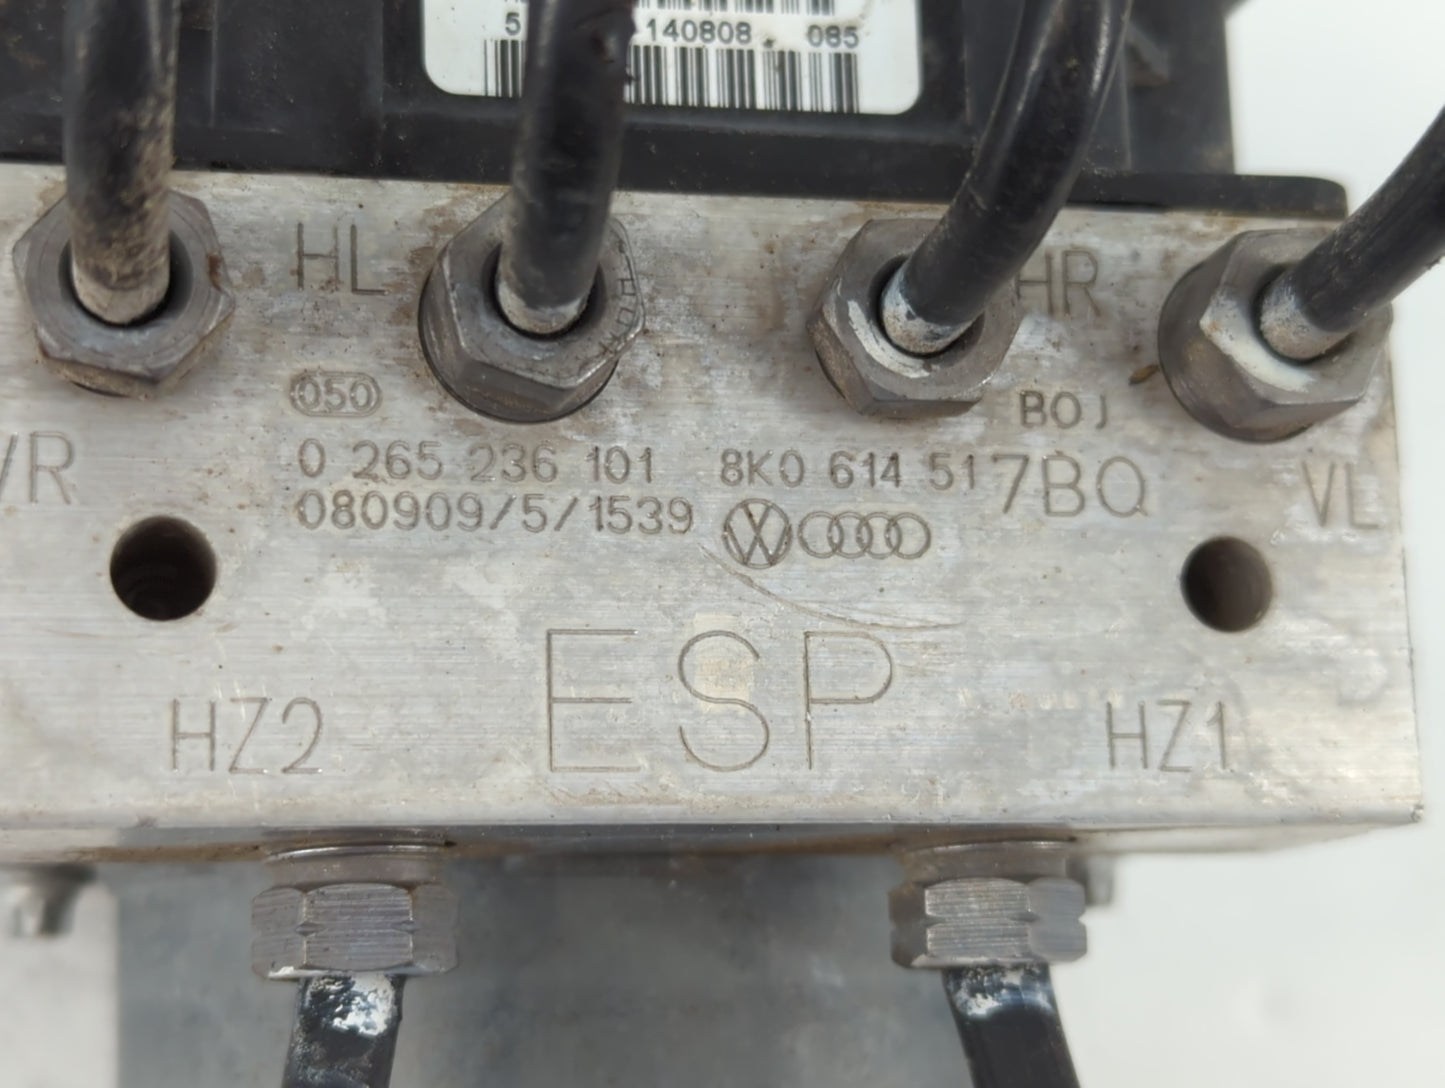 5 140808 085
HL
HR
050
BOJ
VR
0 265 236 101 8K0 614 517BQ
080909/5/1539
VL
ESP
HZ2
HZ1